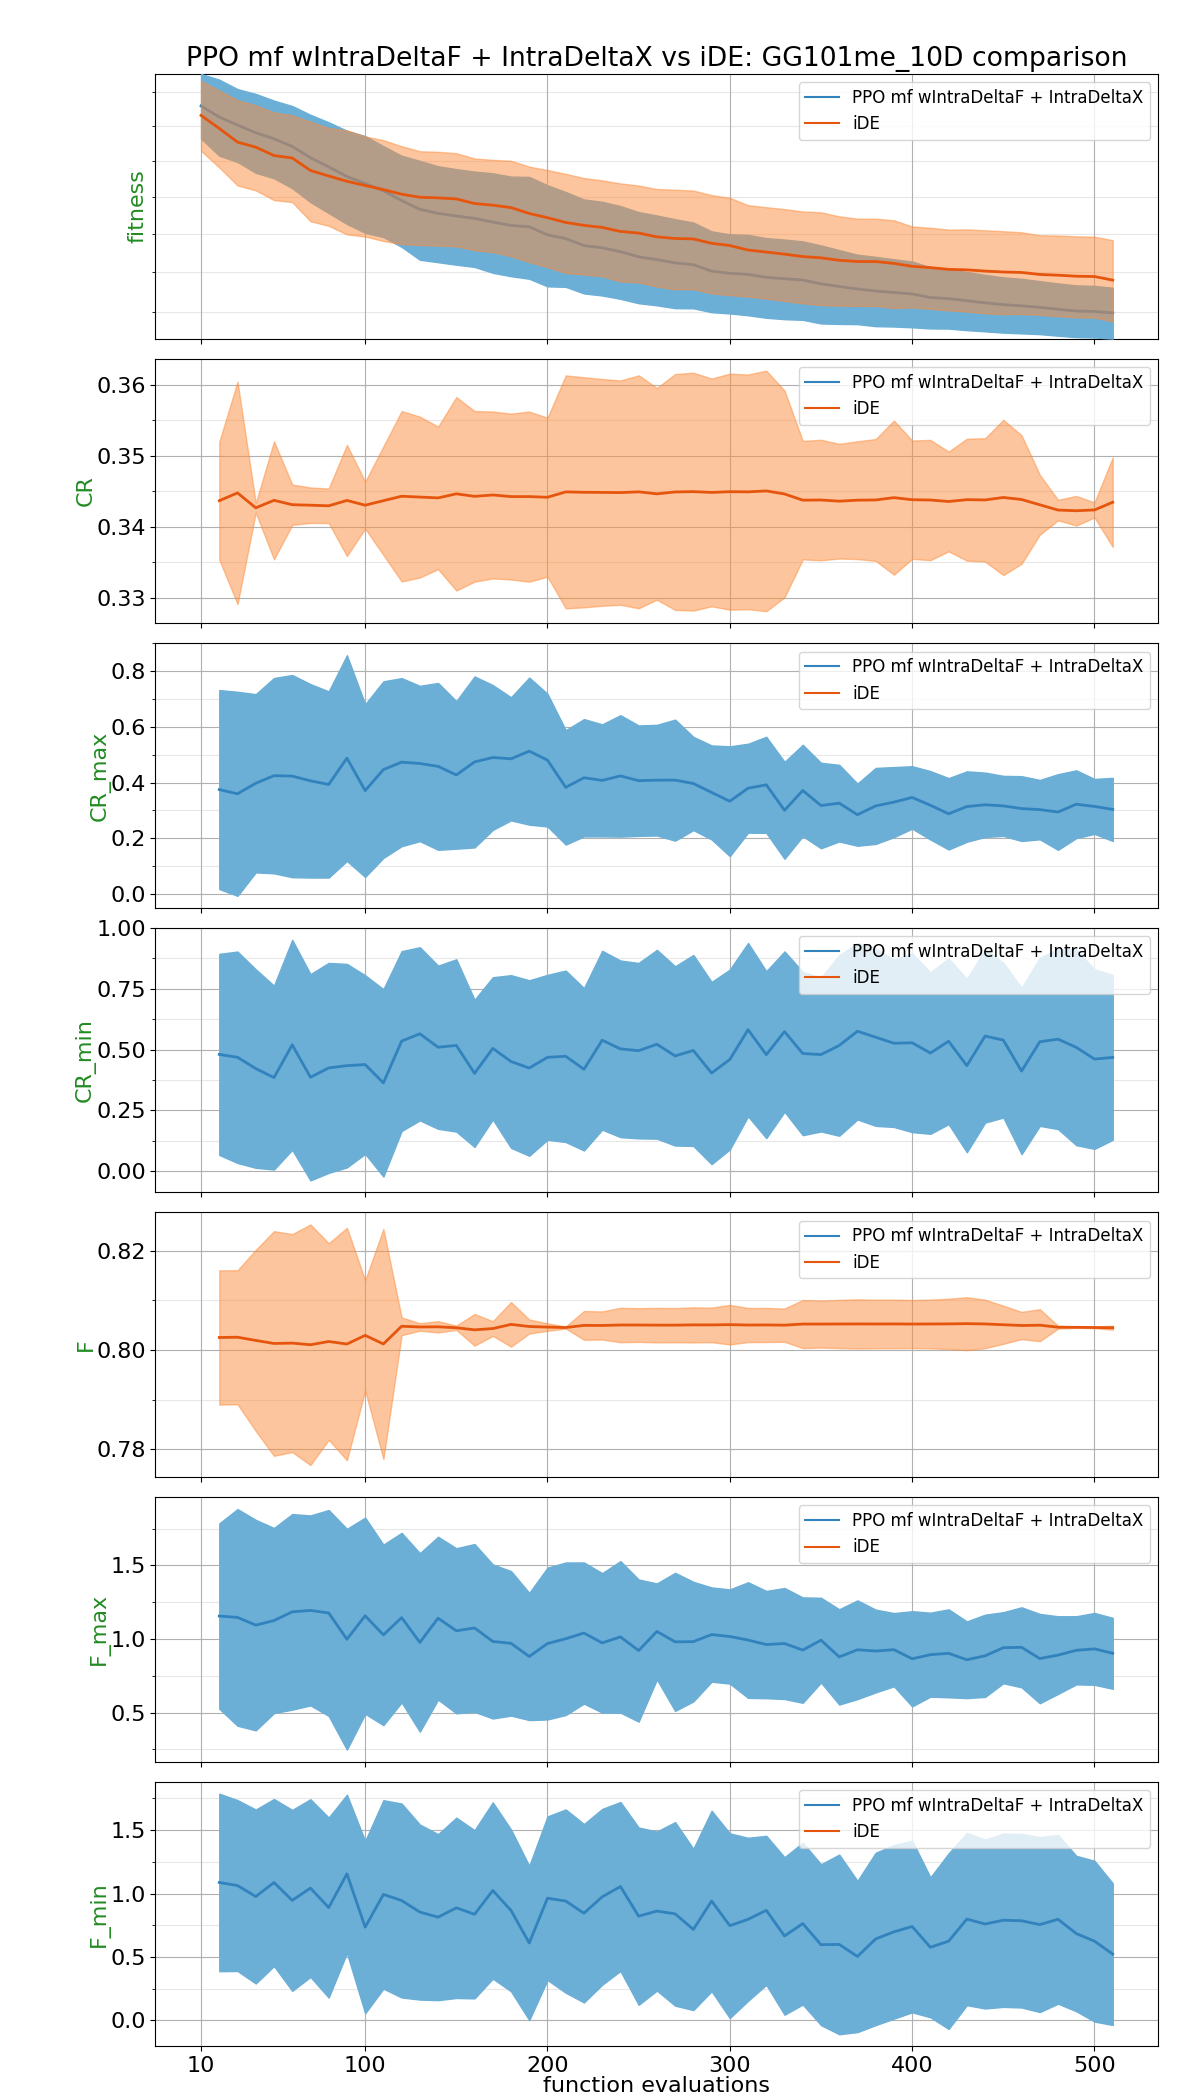 PPO mf wIntraDeltaF + IntraDeltaX vs iDE: GG101me_10D comparison
fitness
PPO mf wIntraDeltaF + IntraDeltaX
iDE
CR
0.36
0.35
0.34
0.33
PPO mf wIntraDeltaF + IntraDeltaX
iDE
CR_max
0.8
0.6
0.4
0.2
0.0
PPO mf wIntraDeltaF + IntraDeltaX
iDE
CR_min
1.00
0.75
0.50
0.25
0.00
PPO mf wIntraDeltaF + IntraDeltaX
iDE
F
0.82
0.80
0.78
PPO mf wIntraDeltaF + IntraDeltaX
iDE
F_max
1.5
1.0
0.5
PPO mf wIntraDeltaF + IntraDeltaX
iDE
F_min
1.5
1.0
0.5
0.0
PPO mf wIntraDeltaF + IntraDeltaX
iDE
10 100 200 300 400 500
function evaluations